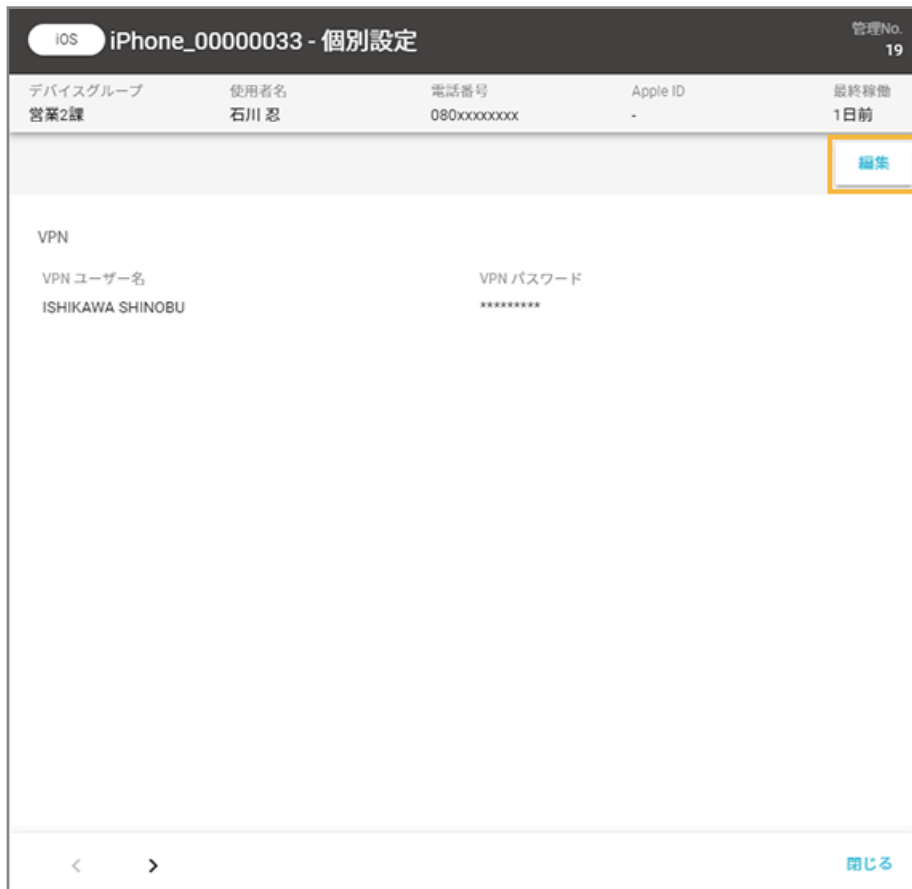 iOS iPhone_00000033 - 個別設定
管理No.
19
デバイスグループ 使用者名 電話番号 Apple ID 最終稼働
営業2課 石川 忍 080xxxxxxxx - 1日前
編集
VPN
VPN ユーザー名 VPN パスワード
ISHIKAWA SHINOBU *********
< > 閉じる